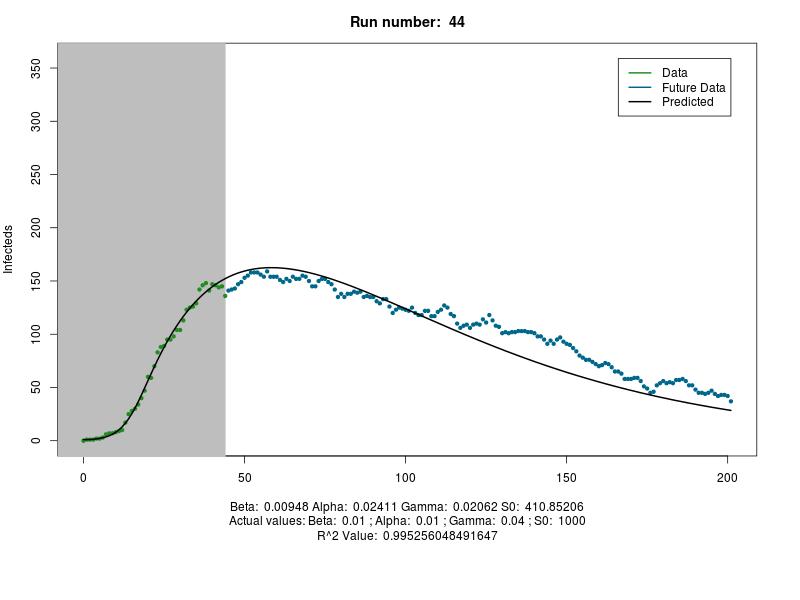 Run number: 44
Data
Future Data
Predicted
Infecteds
350
300
250
200
150
100
50
0
0 50 100 150 200
Beta: 0.00948 Alpha: 0.02411 Gamma: 0.02062 S0: 410.85206
Actual values: Beta: 0.01 ; Alpha: 0.01 ; Gamma: 0.04 ; S0: 1000
R^2 Value: 0.995256048491647